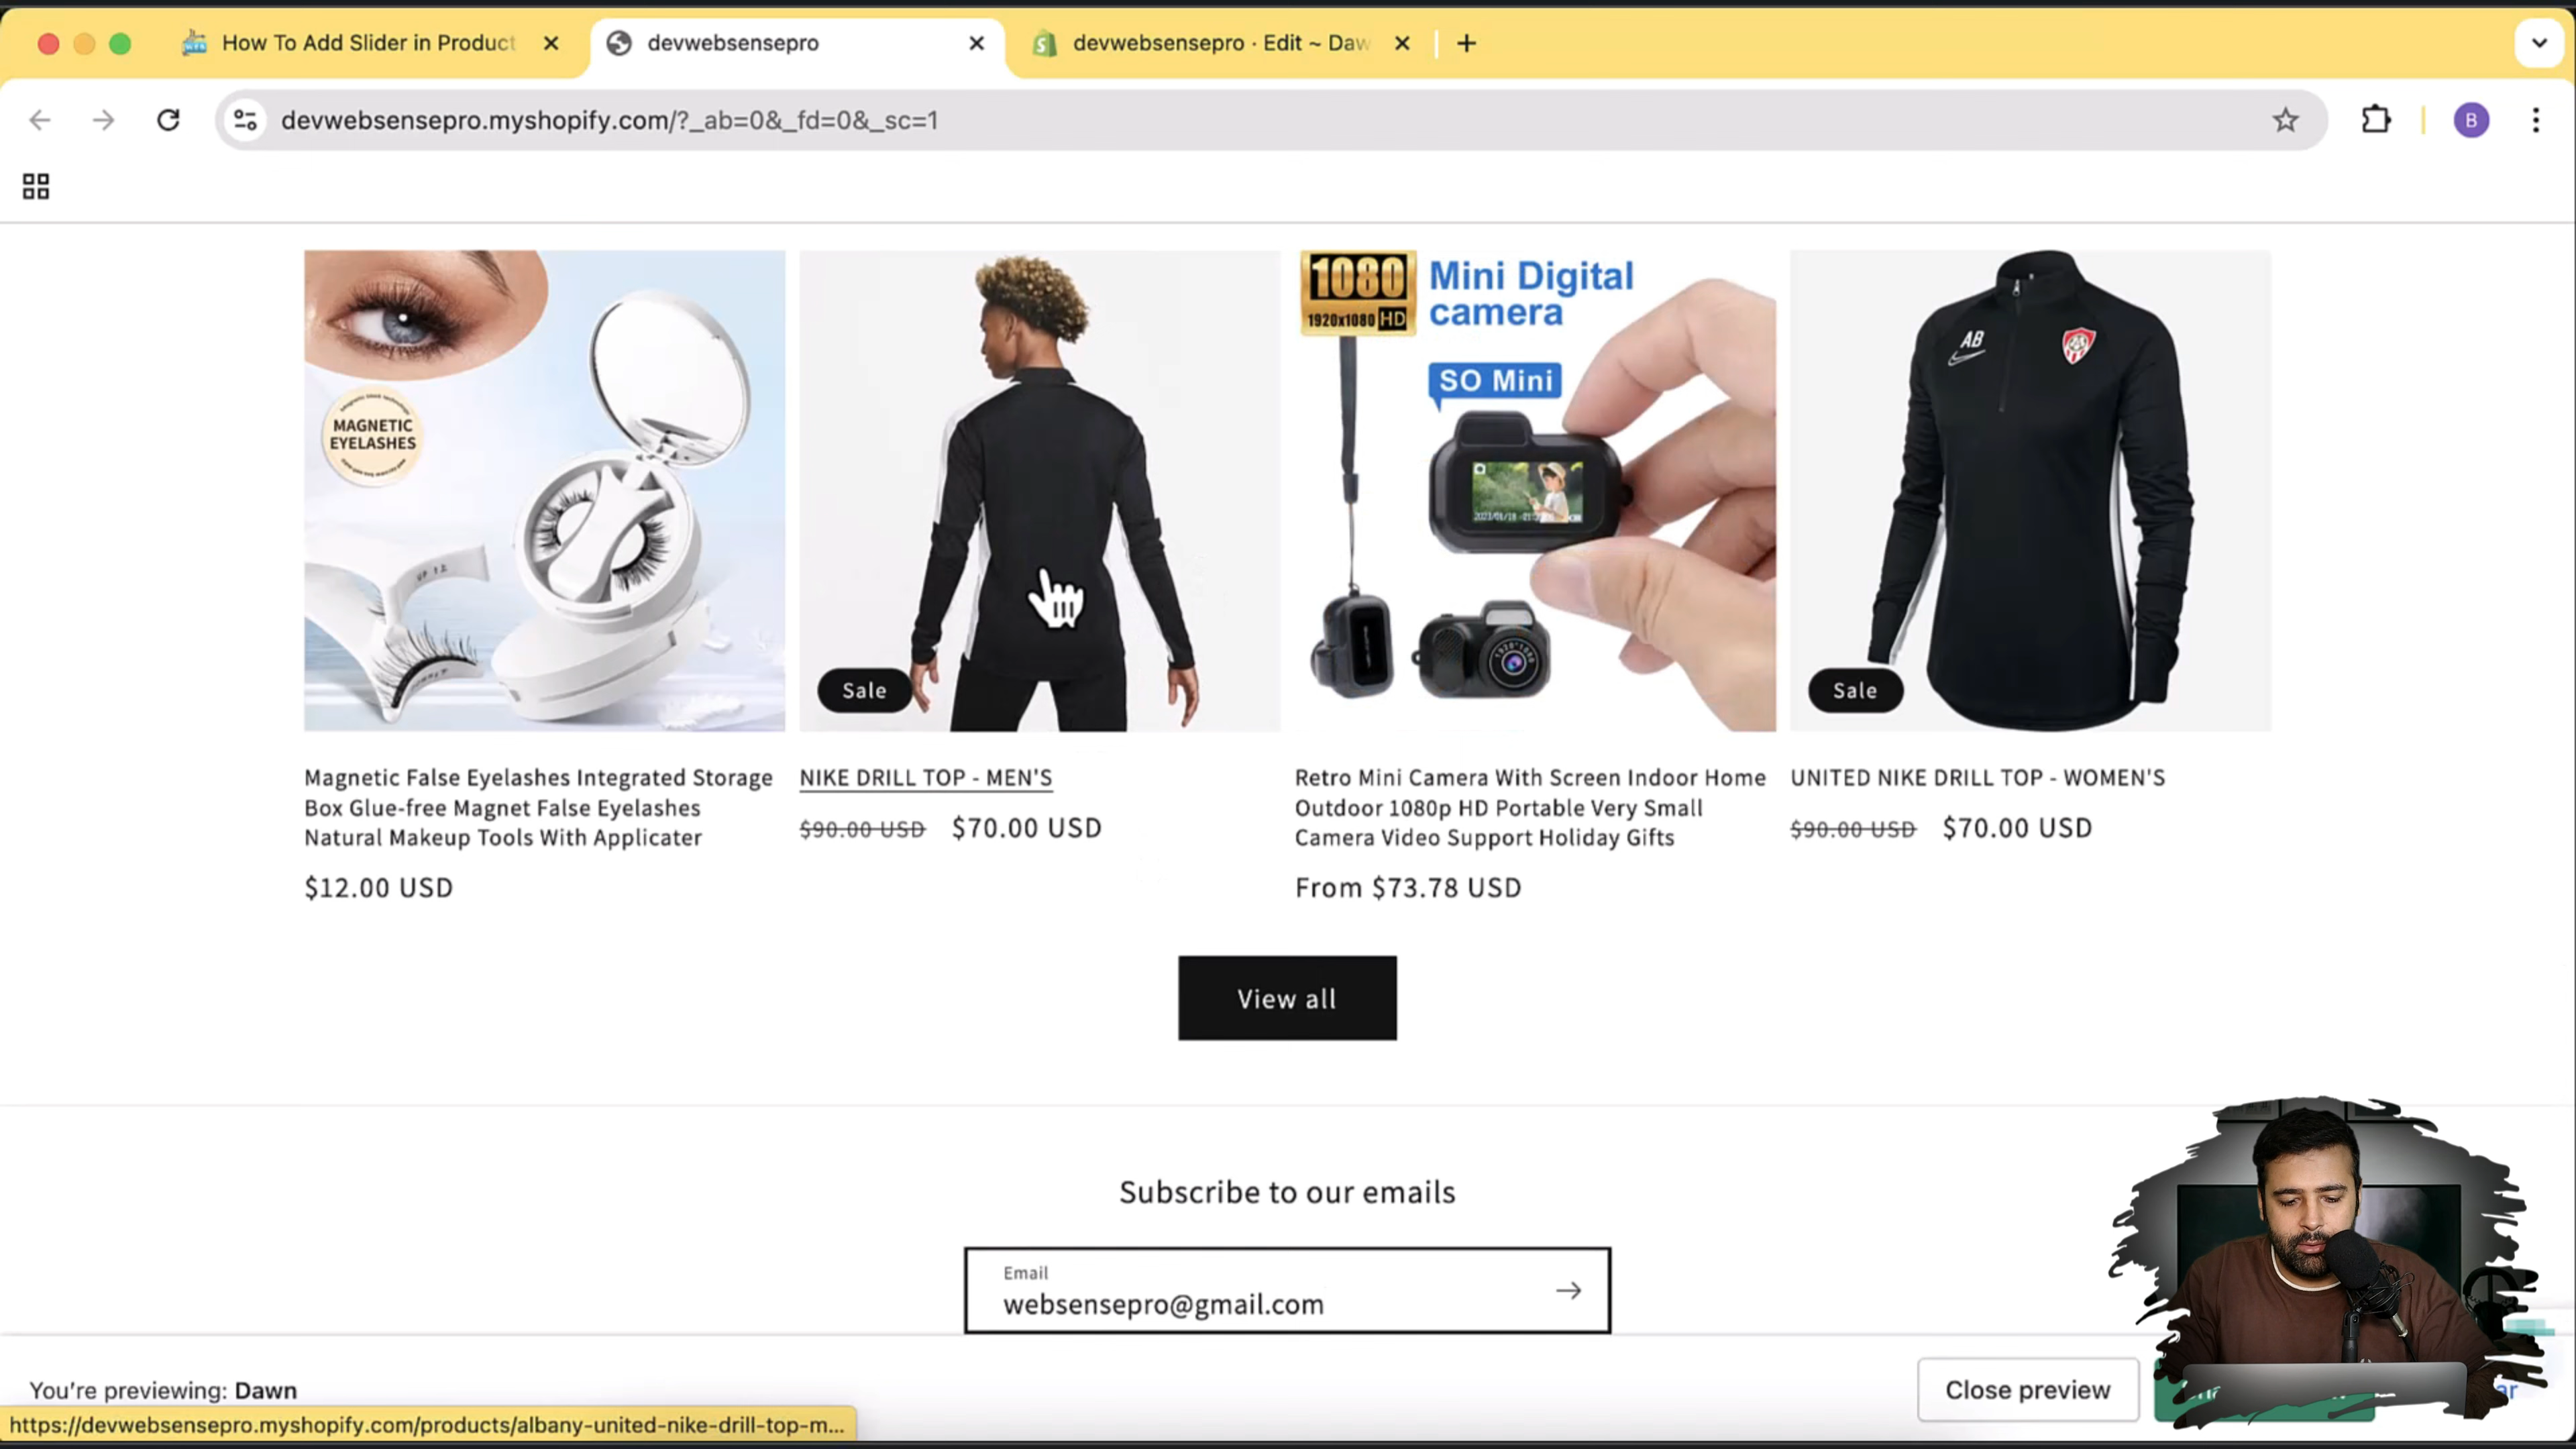 How To Add Slider in Product
devwebsensepro
devwebsensepro · Edit ~ Daw
devwebsensepro.myshopify.com/?_ab=0&_fd=0&_sc=1
B
MAGNETIC
EYELASHES
UP 12
Sale
1080
1920x1080 HD
Mini Digital
camera
SO Mini
AB
Sale
Magnetic False Eyelashes Integrated Storage
Box Glue-free Magnet False Eyelashes
Natural Makeup Tools With Applicater
$12.00 USD
NIKE DRILL TOP - MEN'S
$90.00 USD $70.00 USD
Retro Mini Camera With Screen Indoor Home
Outdoor 1080p HD Portable Very Small
Camera Video Support Holiday Gifts
From $73.78 USD
UNITED NIKE DRILL TOP - WOMEN'S
$90.00 USD $70.00 USD
View all
Subscribe to our emails
Email
websensepro@gmail.com
You're previewing: Dawn
Close preview
https://devwebsensepro.myshopify.com/products/albany-united-nike-drill-top-m...